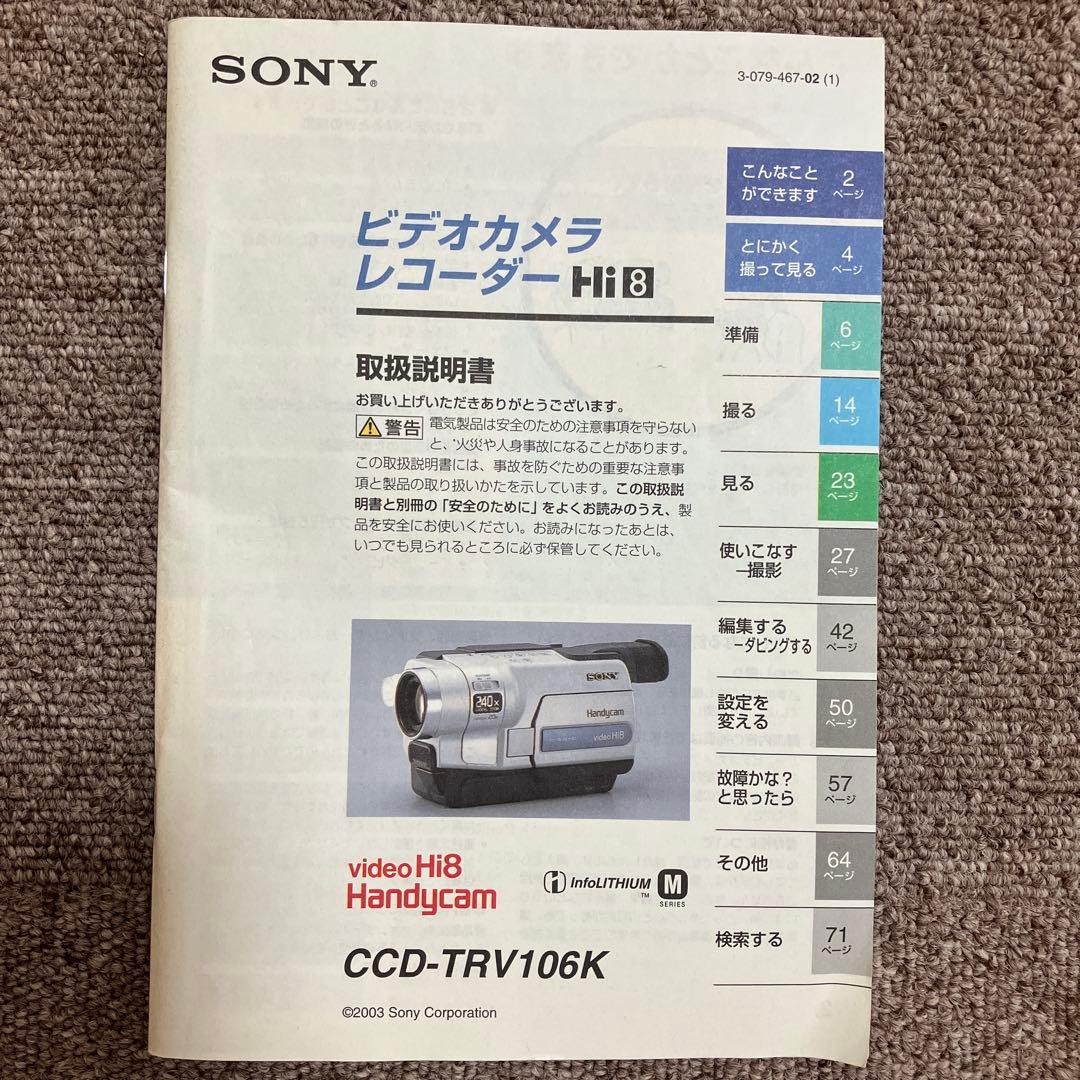 SONY®
3-079-467-02 (1)
ビデオカメラ
レコーダー Hi8
取扱説明書
お買い上げいただきありがとうございます。
警告 電気製品は安全のための注意事項を守らない
と、火災や人身事故になることがあります。
この取扱説明書には、事故を防ぐための重要な注意事
項と製品の取り扱いかたを示しています。この取扱説
明書と別冊の「安全のために」をよくお読みのうえ、製
品を安全にお使いください。お読みになったあとは、
いつでも見られるところに必ず保管してください。
SONY
240x
Handycam
video Hi8
video Hi8
Handycam
InfoLITHIUM TM M
SERIES
CCD-TRV106K
©2003 Sony Corporation
こんなこと
ができます
2
ページ
とにかく
撮って見る
4
ページ
準備
6
ページ
撮る
14
ページ
見る
23
ページ
使いこなす
—撮影
27
ページ
編集する
—ダビングする
42
ページ
設定を
変える
50
ページ
故障かな？
と思ったら
57
ページ
その他
64
ページ
検索する
71
ページ